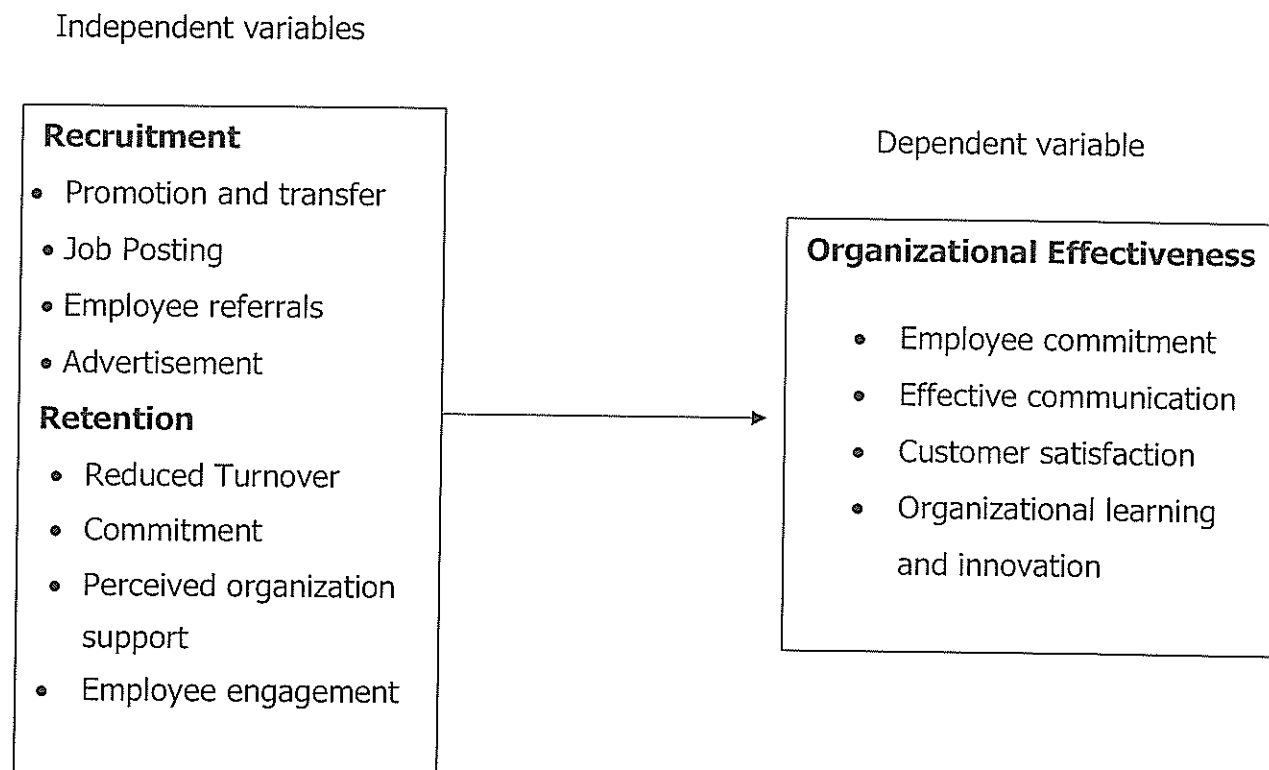 Independent variables
Recruitment
• Promotion and transfer
• Job Posting
• Employee referrals
• Advertisement
Retention
• Reduced Turnover
• Commitment
• Perceived organization
support
• Employee engagement
Dependent variable
Organizational Effectiveness
• Employee commitment
• Effective communication
• Customer satisfaction
• Organizational learning
and innovation